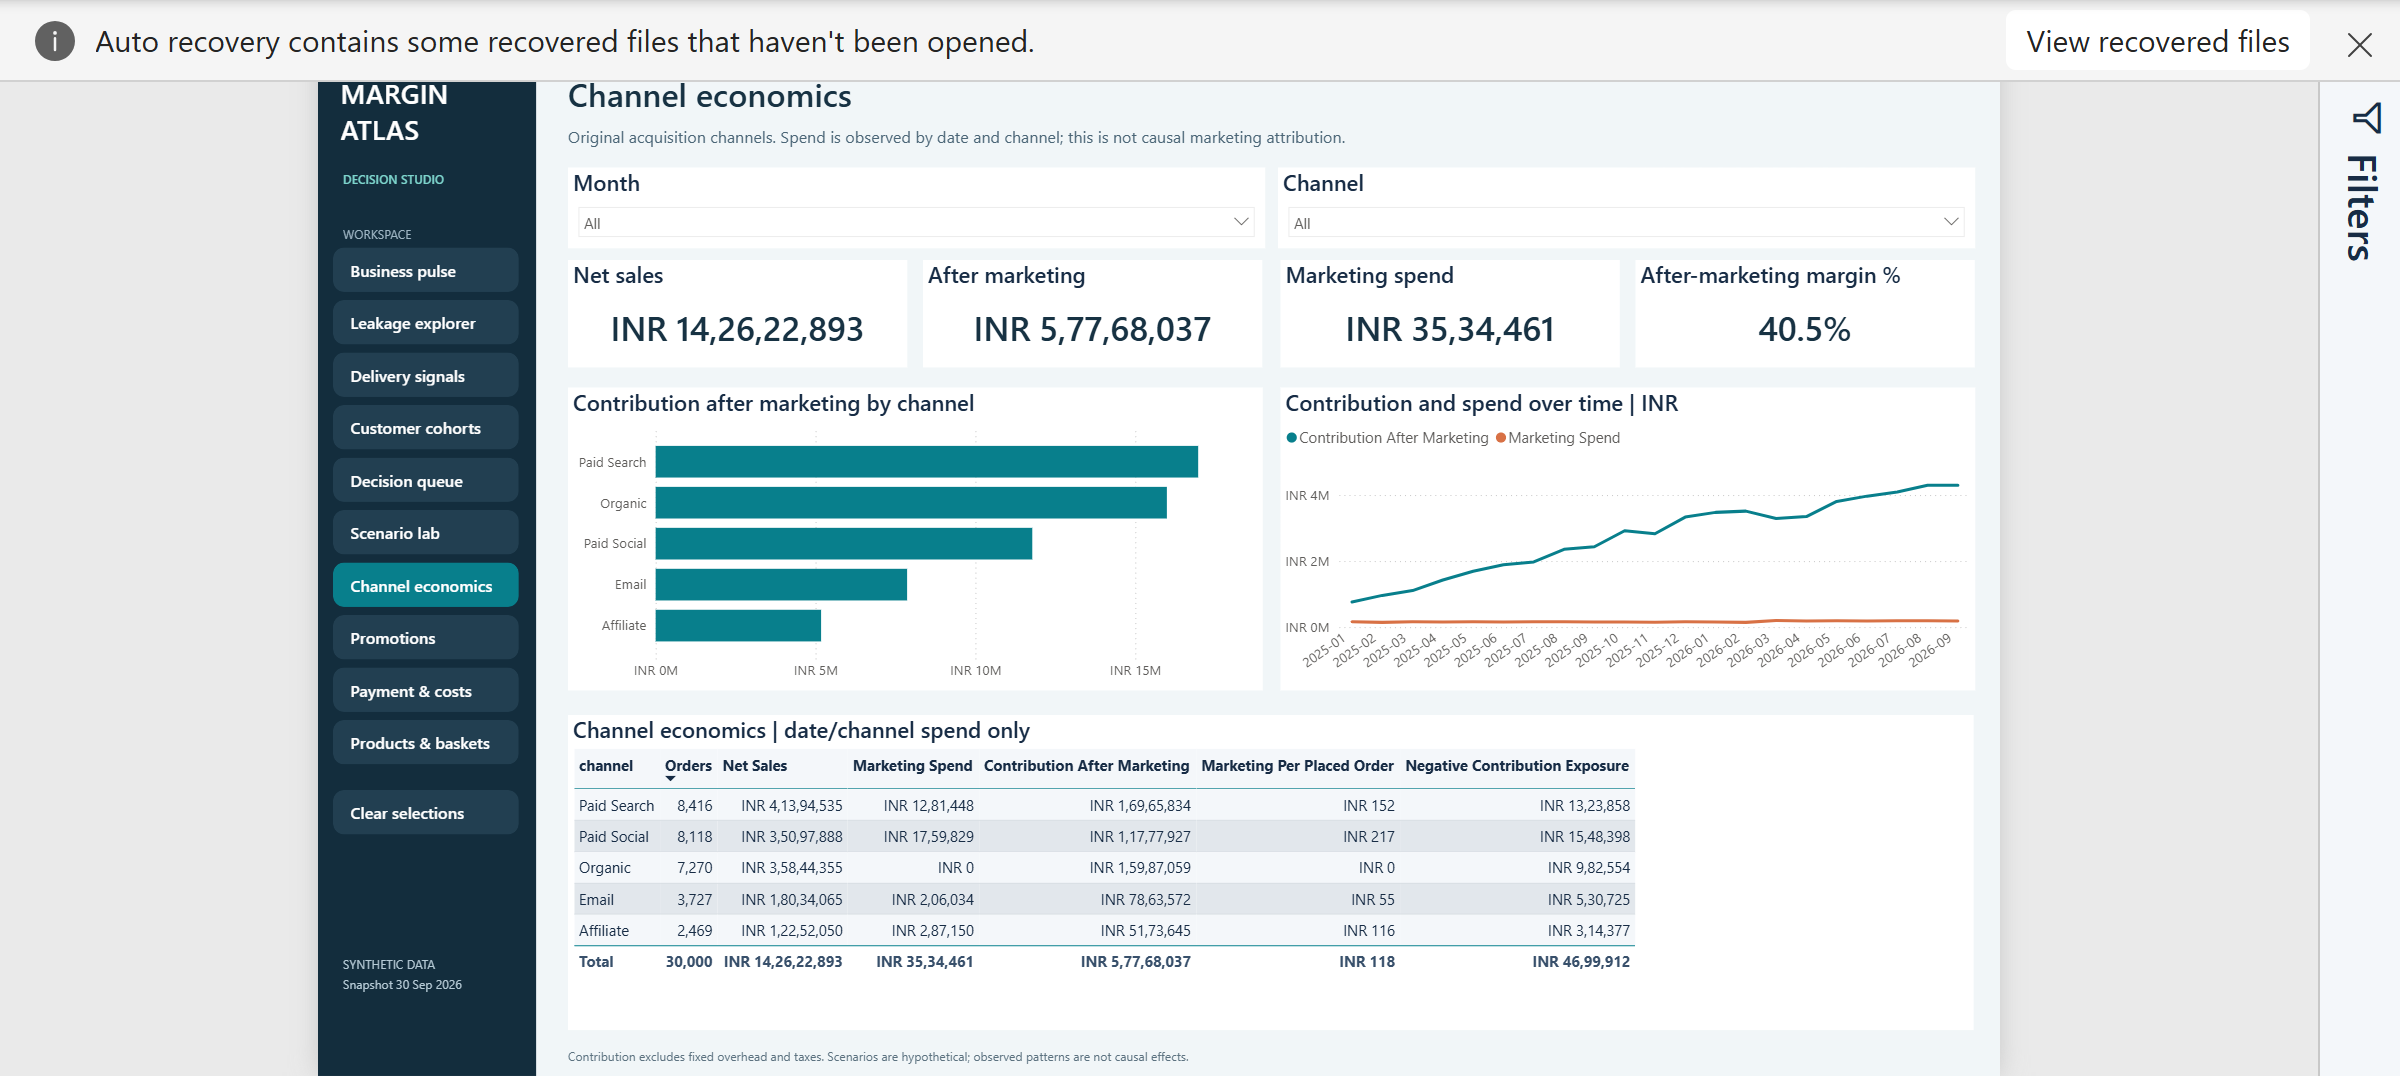 Auto recovery contains some recovered files that haven't been opened.
View recovered files
MARGIN
ATLAS
DECISION STUDIO
WORKSPACE
Business pulse
Leakage explorer
Delivery signals
Customer cohorts
Decision queue
Scenario lab
Channel economics
Promotions
Payment & costs
Products & baskets
Clear selections
SYNTHETIC DATA
Snapshot 30 Sep 2026
Channel economics
Original acquisition channels. Spend is observed by date and channel; this is not causal marketing attribution.
Month
All
Channel
All
Net sales
INR 14,26,22,893
After marketing
INR 5,77,68,037
Marketing spend
INR 35,34,461
After-marketing margin %
40.5%
Contribution after marketing by channel
Paid Search
Organic
Paid Social
Email
Affiliate
INR 0M INR 5M INR 10M INR 15M
Contribution and spend over time | INR
Contribution After Marketing Marketing Spend
INR 4M
INR 2M
INR 0M
2025-01 2025-02 2025-03 2025-04 2025-05 2025-06 2025-07 2025-08 2025-09 2025-10 2025-11 2025-12 2026-01 2026-02 2026-03 2026-04 2026-05 2026-06 2026-07 2026-08 2026-09
Channel economics | date/channel spend only
channel Orders Net Sales Marketing Spend Contribution After Marketing Marketing Per Placed Order Negative Contribution Exposure
Paid Search 8,416 INR 4,13,94,535 INR 12,81,448 INR 1,69,65,834 INR 152 INR 13,23,858
Paid Social 8,118 INR 3,50,97,888 INR 17,59,829 INR 1,17,77,927 INR 217 INR 15,48,398
Organic 7,270 INR 3,58,44,355 INR 0 INR 1,59,87,059 INR 0 INR 9,82,554
Email 3,727 INR 1,80,34,065 INR 2,06,034 INR 78,63,572 INR 55 INR 5,30,725
Affiliate 2,469 INR 1,22,52,050 INR 2,87,150 INR 51,73,645 INR 116 INR 3,14,377
Total 30,000 INR 14,26,22,893 INR 35,34,461 INR 5,77,68,037 INR 118 INR 46,99,912
Contribution excludes fixed overhead and taxes. Scenarios are hypothetical; observed patterns are not causal effects.
Filters